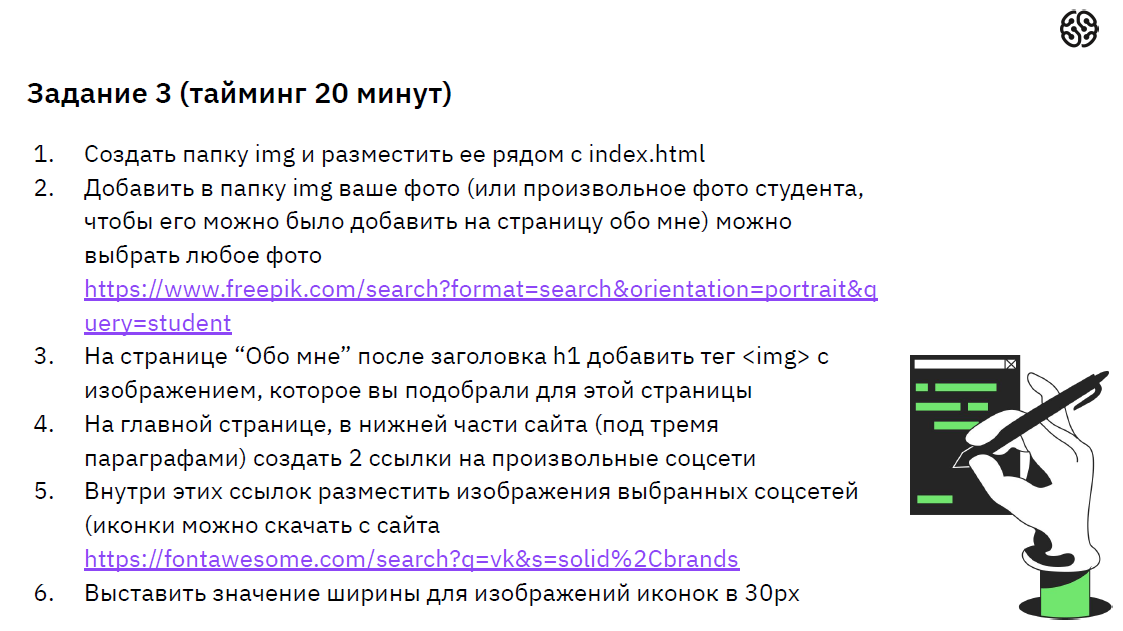 Задание 3 (тайминг 20 минут)
1. Создать папку img и разместить ее рядом с index.html
2. Добавить в папку img ваше фото (или произвольное фото студента,
чтобы его можно было добавить на страницу обо мне) можно
выбрать любое фото
https://www.freepik.com/search?format=search&orientation=portrait&q
uery=student
3. На странице “Обо мне” после заголовка h1 добавить тег <img> с
изображением, которое вы подобрали для этой страницы
4. На главной странице, в нижней части сайта (под тремя
параграфами) создать 2 ссылки на произвольные соцсети
5. Внутри этих ссылок разместить изображения выбранных соцсетей
(иконки можно скачать с сайта
https://fontawesome.com/search?q=vk&s=solid%2Cbrands
6. Выставить значение ширины для изображений иконок в 30px